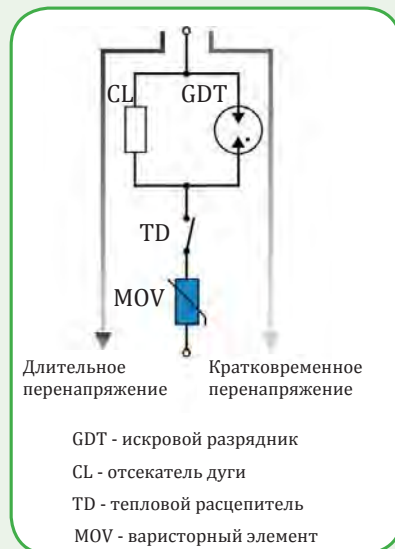 CL GDT
TD
MOV
Длительное
перенапряжение
Кратковременное
перенапряжение
GDT - искровой разрядник
CL - отсекатель дуги
TD - тепловой расцепитель
MOV - варисторный элемент